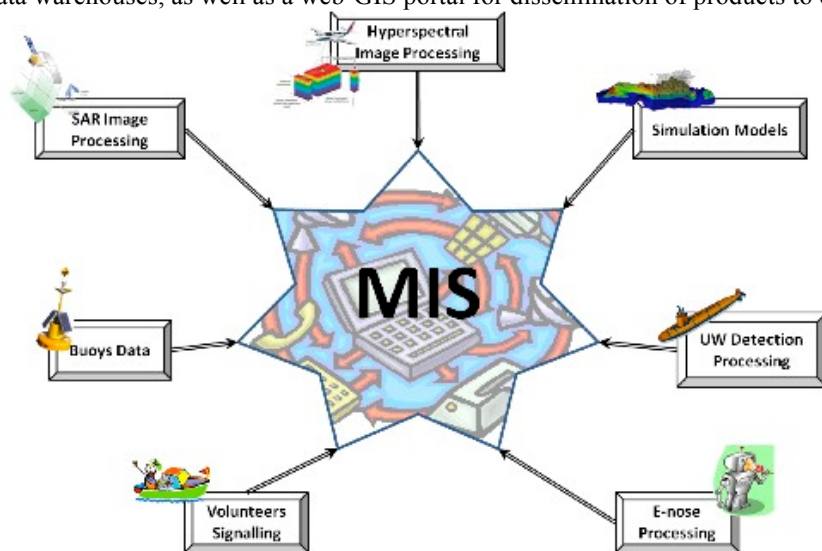 data warehouses, as well as a web-GIS portal for dissemination of products to
Hyperspectral
Image Processing
SAR Image
Processing
Simulation Models
MIS
Buoys Data
UW Detection
Processing
Volunteers
Signalling
E-nose
Processing